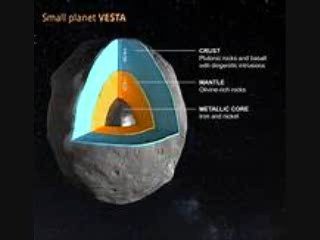 Small planet VESTA
CRUST
Plutonic rocks and basalt
with diogenitic intrusions
MANTLE
Olivine-rich rocks
METALLIC CORE
Iron and nickel